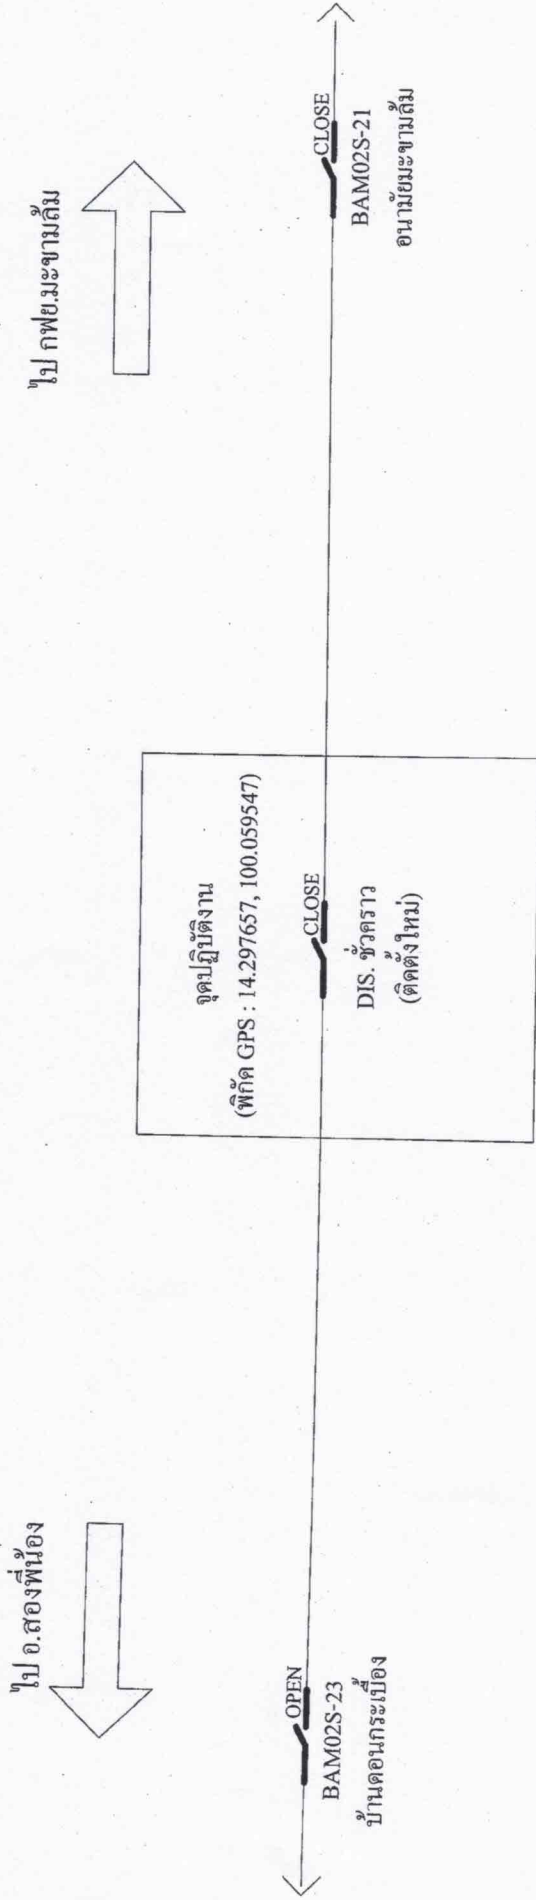 ไป อ.สองพี่น้อง
ไป กฟย.มะขามล้ม
จุดปฏิบัติงาน
(พิกัด GPS : 14.297657, 100.059547)
OPEN
BAM02S-23
บ้านดอนกระเบื้อง
CLOSE
DIS. ชั่วคราว
(ติดตั้งใหม่)
CLOSE
BAM02S-21
อนามัยมะขามล้ม